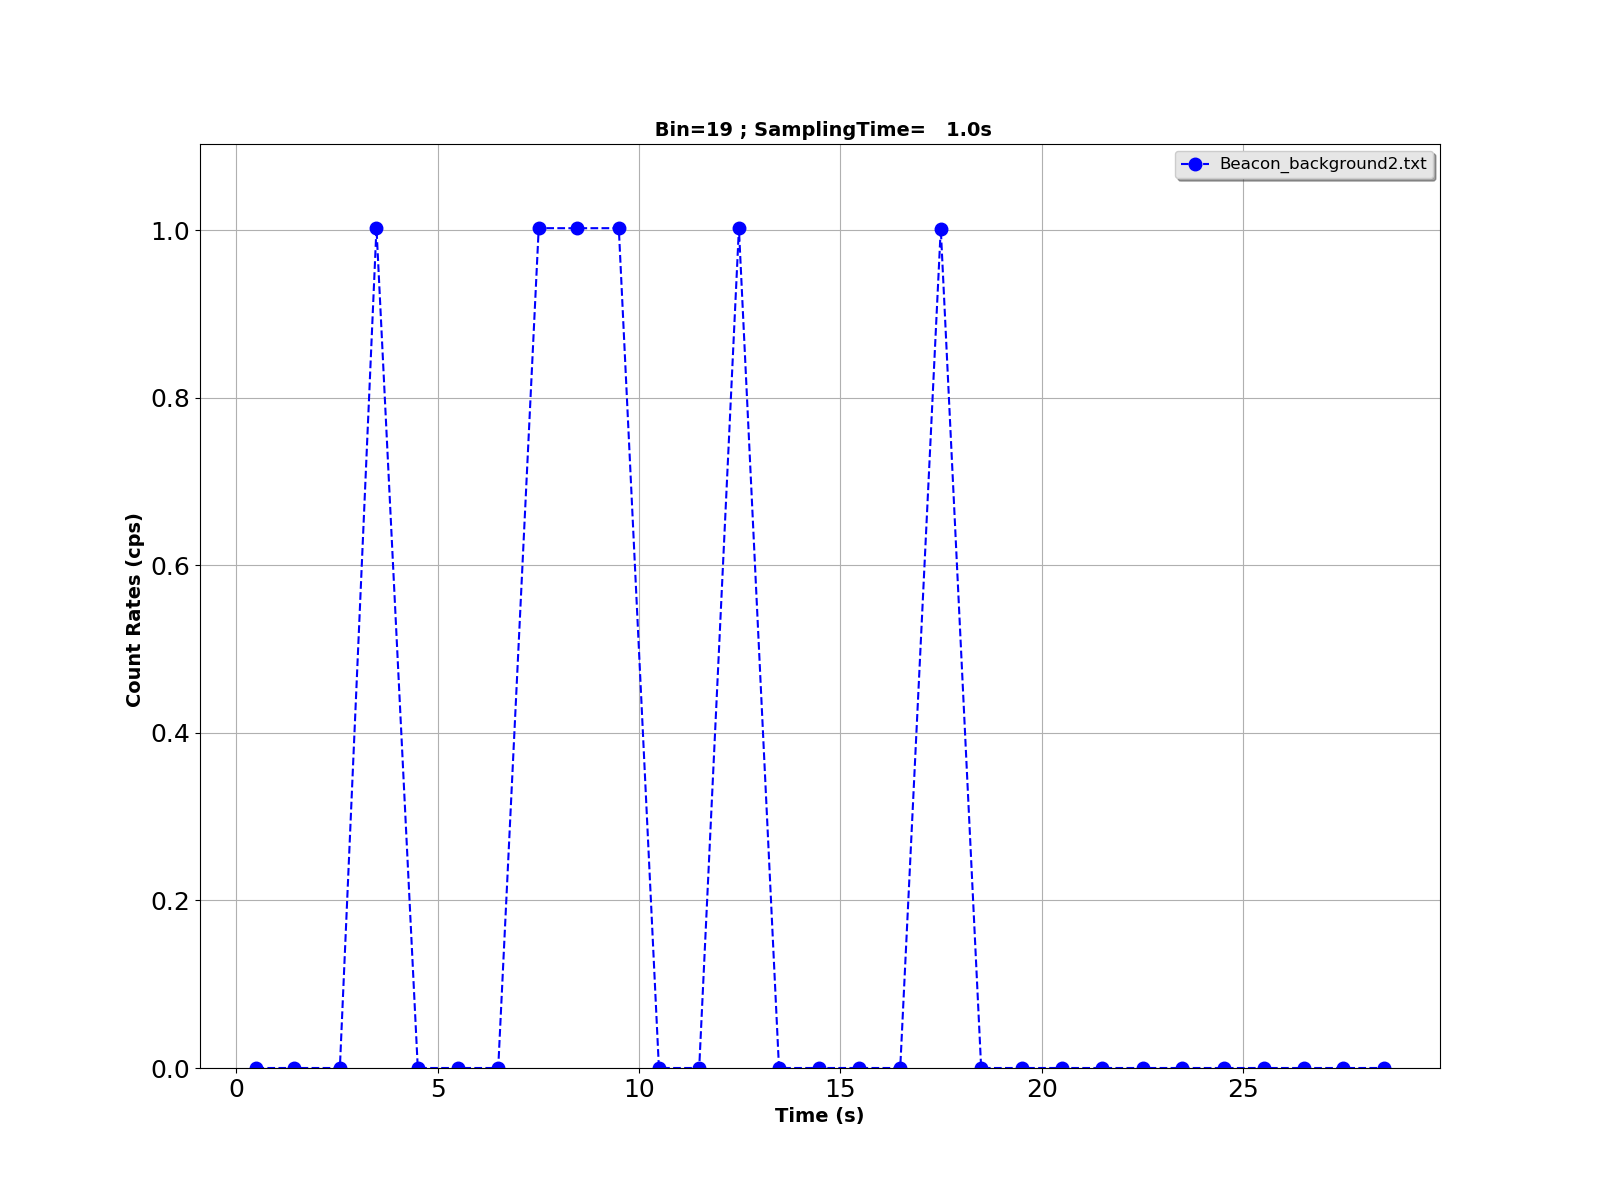 Bin=19 ; SamplingTime=   1.0s
Beacon_background2.txt
1.0
0.8
0.6
0.4
0.2
0.0
Count Rates (cps)
0 5 10 15 20 25
Time (s)